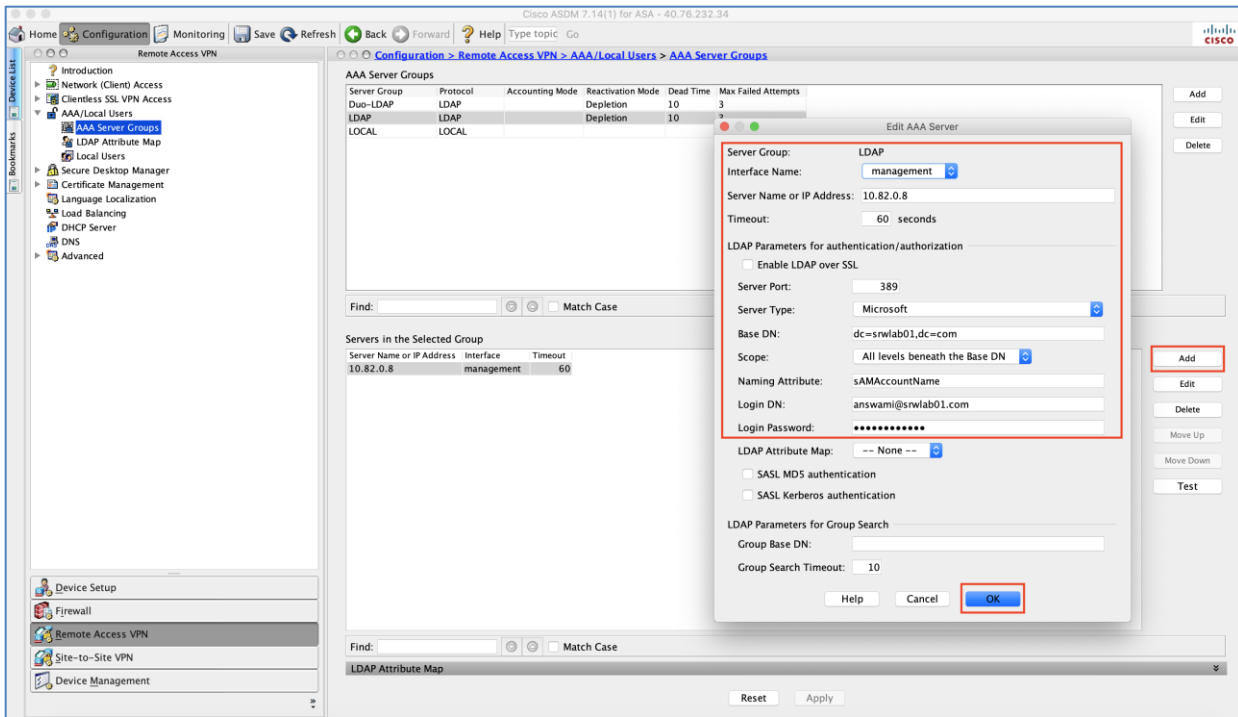 Cisco ASDM 7.14(1) for ASA - 40.76.232.34
Home Configuration Monitoring Save Refresh Back Forward Help Type topic Go
CISCO
Device List
Bookmarks
Remote Access VPN
Introduction
Network (Client) Access
Clientless SSL VPN Access
AAA/Local Users
AAA Server Groups
LDAP Attribute Map
Local Users
Secure Desktop Manager
Certificate Management
Language Localization
Load Balancing
DHCP Server
DNS
Advanced
Device Setup
Firewall
Remote Access VPN
Site-to-Site VPN
Device Management
Configuration > Remote Access VPN > AAA/Local Users > AAA Server Groups
AAA Server Groups
Server Group Protocol Accounting Mode Reactivation Mode Dead Time Max Failed Attempts
Duo-LDAP LDAP Depletion 10 3
LDAP LDAP Depletion 10
LOCAL LOCAL
Add
Edit
Delete
Find: Match Case
Servers in the Selected Group
Server Name or IP Address Interface Timeout
10.82.0.8 management 60
Add
Edit
Delete
Move Up
Move Down
Test
Find: Match Case
LDAP Attribute Map
Reset Apply
Edit AAA Server
Server Group: LDAP
Interface Name: management
Server Name or IP Address: 10.82.0.8
Timeout: 60 seconds
LDAP Parameters for authentication/authorization
Enable LDAP over SSL
Server Port: 389
Server Type: Microsoft
Base DN: dc=srwlab01,dc=com
Scope: All levels beneath the Base DN
Naming Attribute: sAMAccountName
Login DN: answami@srwlab01.com
Login Password: ••••••••••••
LDAP Attribute Map: -- None --
SASL MD5 authentication
SASL Kerberos authentication
LDAP Parameters for Group Search
Group Base DN:
Group Search Timeout: 10
Help Cancel OK